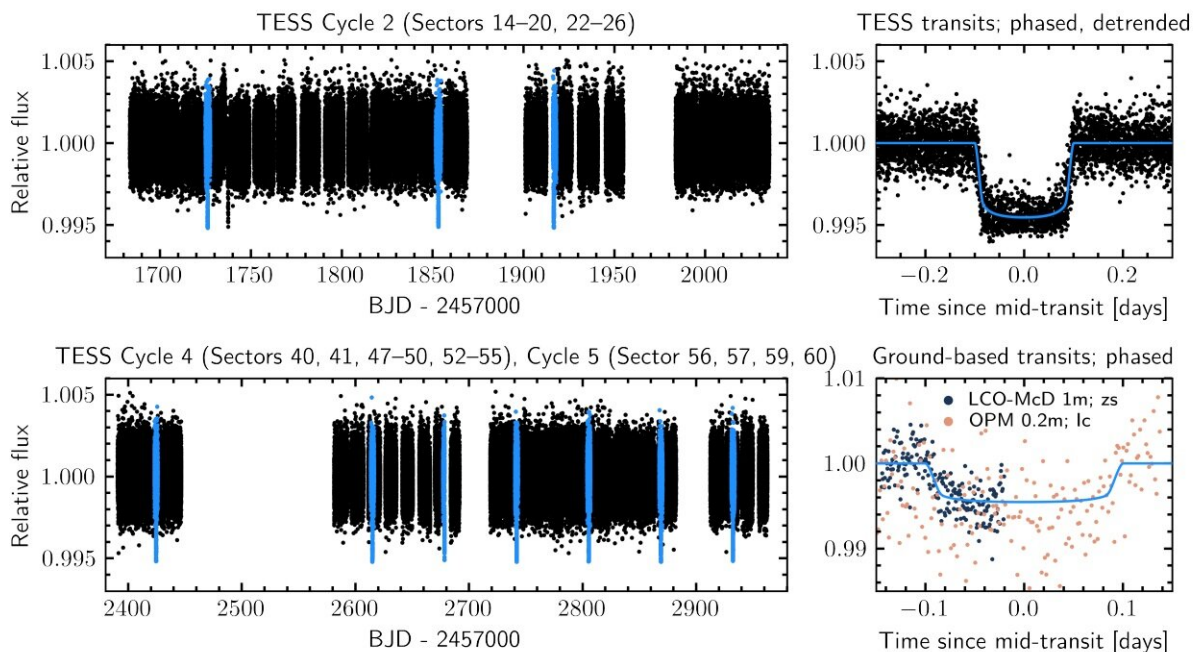 TESS Cycle 2 (Sectors 14–20, 22–26)
TESS transits; phased, detrended
Relative flux
1.005
1.000
0.995
1700 1750 1800 1850 1900 1950 2000
BJD - 2457000
1.005
1.000
0.995
−0.2 0.0 0.2
Time since mid-transit [days]
TESS Cycle 4 (Sectors 40, 41, 47–50, 52–55), Cycle 5 (Sector 56, 57, 59, 60)
Ground-based transits; phased
Relative flux
1.005
1.000
0.995
2400 2500 2600 2700 2800 2900
BJD - 2457000
1.01
1.00
0.99
LCO-McD 1m; zs
OPM 0.2m; Ic
−0.1 0.0 0.1
Time since mid-transit [days]